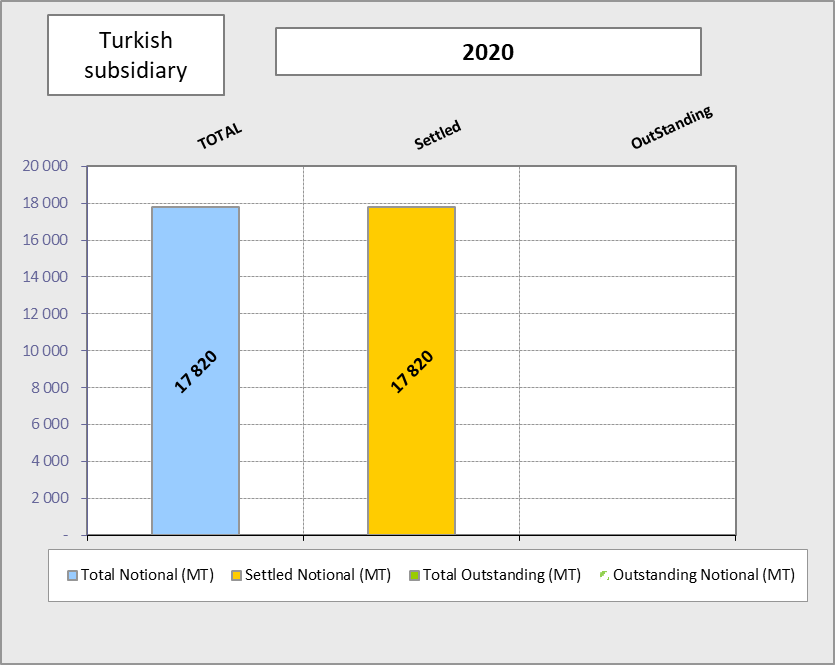 Turkish
subsidiary
2020
TOTAL
Settled
OutStanding
20 000
18 000
16 000
14 000
12 000
10 000
8 000
6 000
4 000
2 000
-
17 820
17 820
Total Notional (MT)
Settled Notional (MT)
Total Outstanding (MT)
Outstanding Notional (MT)